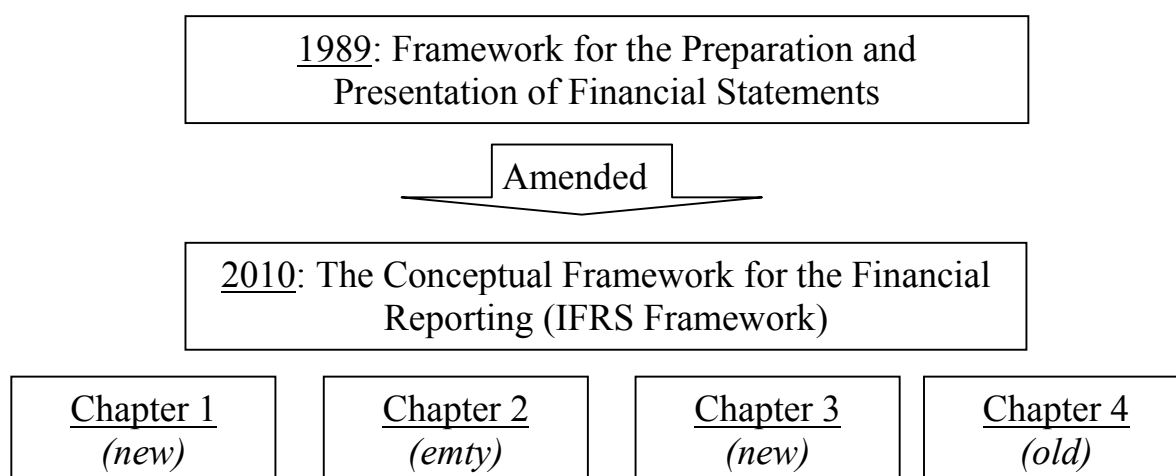 1989: Framework for the Preparation and
Presentation of Financial Statements
Amended
2010: The Conceptual Framework for the Financial
Reporting (IFRS Framework)
Chapter 1
(new)
Chapter 2
(emty)
Chapter 3
(new)
Chapter 4
(old)